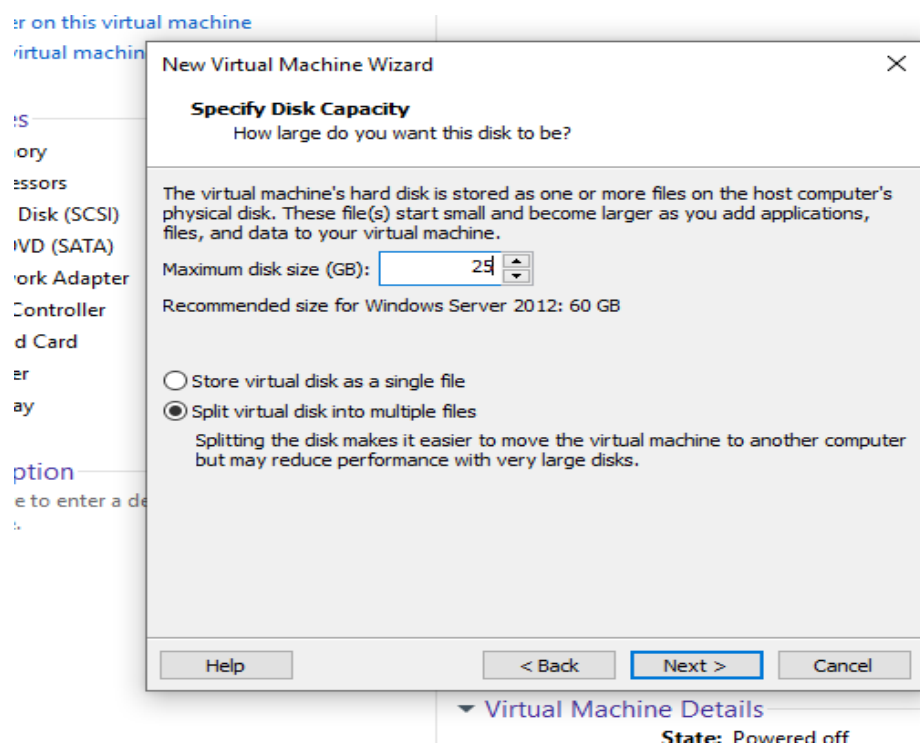 er on this virtual machine
virtual machin
New Virtual Machine Wizard
Specify Disk Capacity
How large do you want this disk to be?
The virtual machine's hard disk is stored as one or more files on the host computer's
physical disk. These file(s) start small and become larger as you add applications,
files, and data to your virtual machine.
Maximum disk size (GB): 25
Recommended size for Windows Server 2012: 60 GB
Store virtual disk as a single file
Split virtual disk into multiple files
Splitting the disk makes it easier to move the virtual machine to another computer
but may reduce performance with very large disks.
Help < Back Next > Cancel
es
ory
essors
Disk (SCSI)
VD (SATA)
ork Adapter
Controller
d Card
er
ay
ption
e to enter a de
Virtual Machine Details
State: Powered off